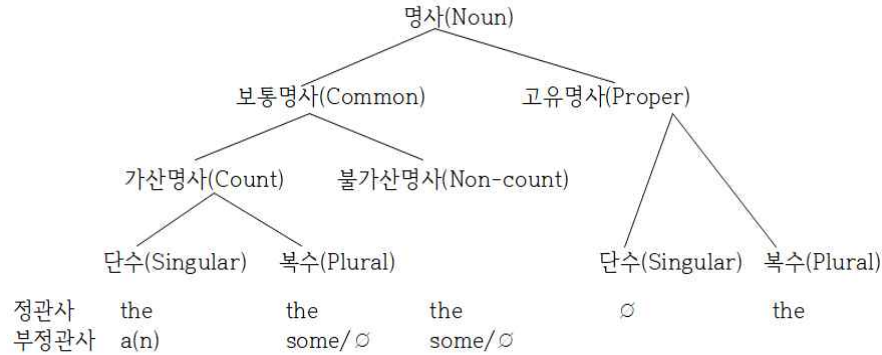 명사(Noun)
보통명사(Common) 고유명사(Proper)
가산명사(Count) 불가산명사(Non-count)
단수(Singular) 복수(Plural) 단수(Singular) 복수(Plural)
정관사 the the the ∅ the
부정관사 a(n) some/∅ some/∅